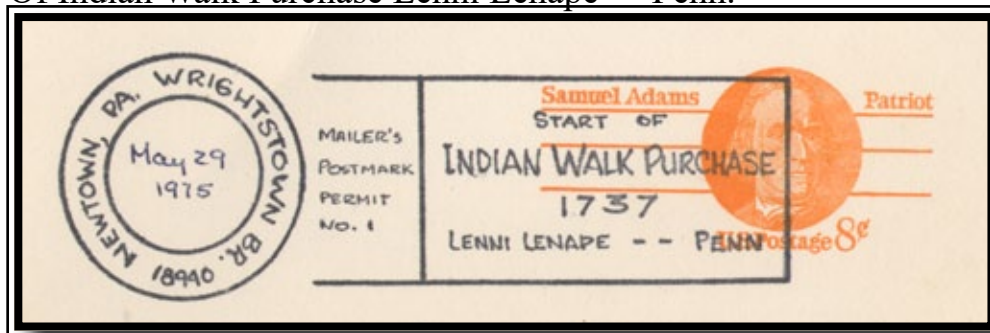 Of Indian Walk Purchase Lenni Lenape -- Penn.
NEWTOWN, PA. WRIGHTSTOWN BR. 18940.
May 29
1975
MAILER'S
POSTMARK
PERMIT
NO. 1
Samuel Adams
Patriot
START OF
INDIAN WALK PURCHASE
1737
LENNI LENAPE -- PENN
US Postage 8¢